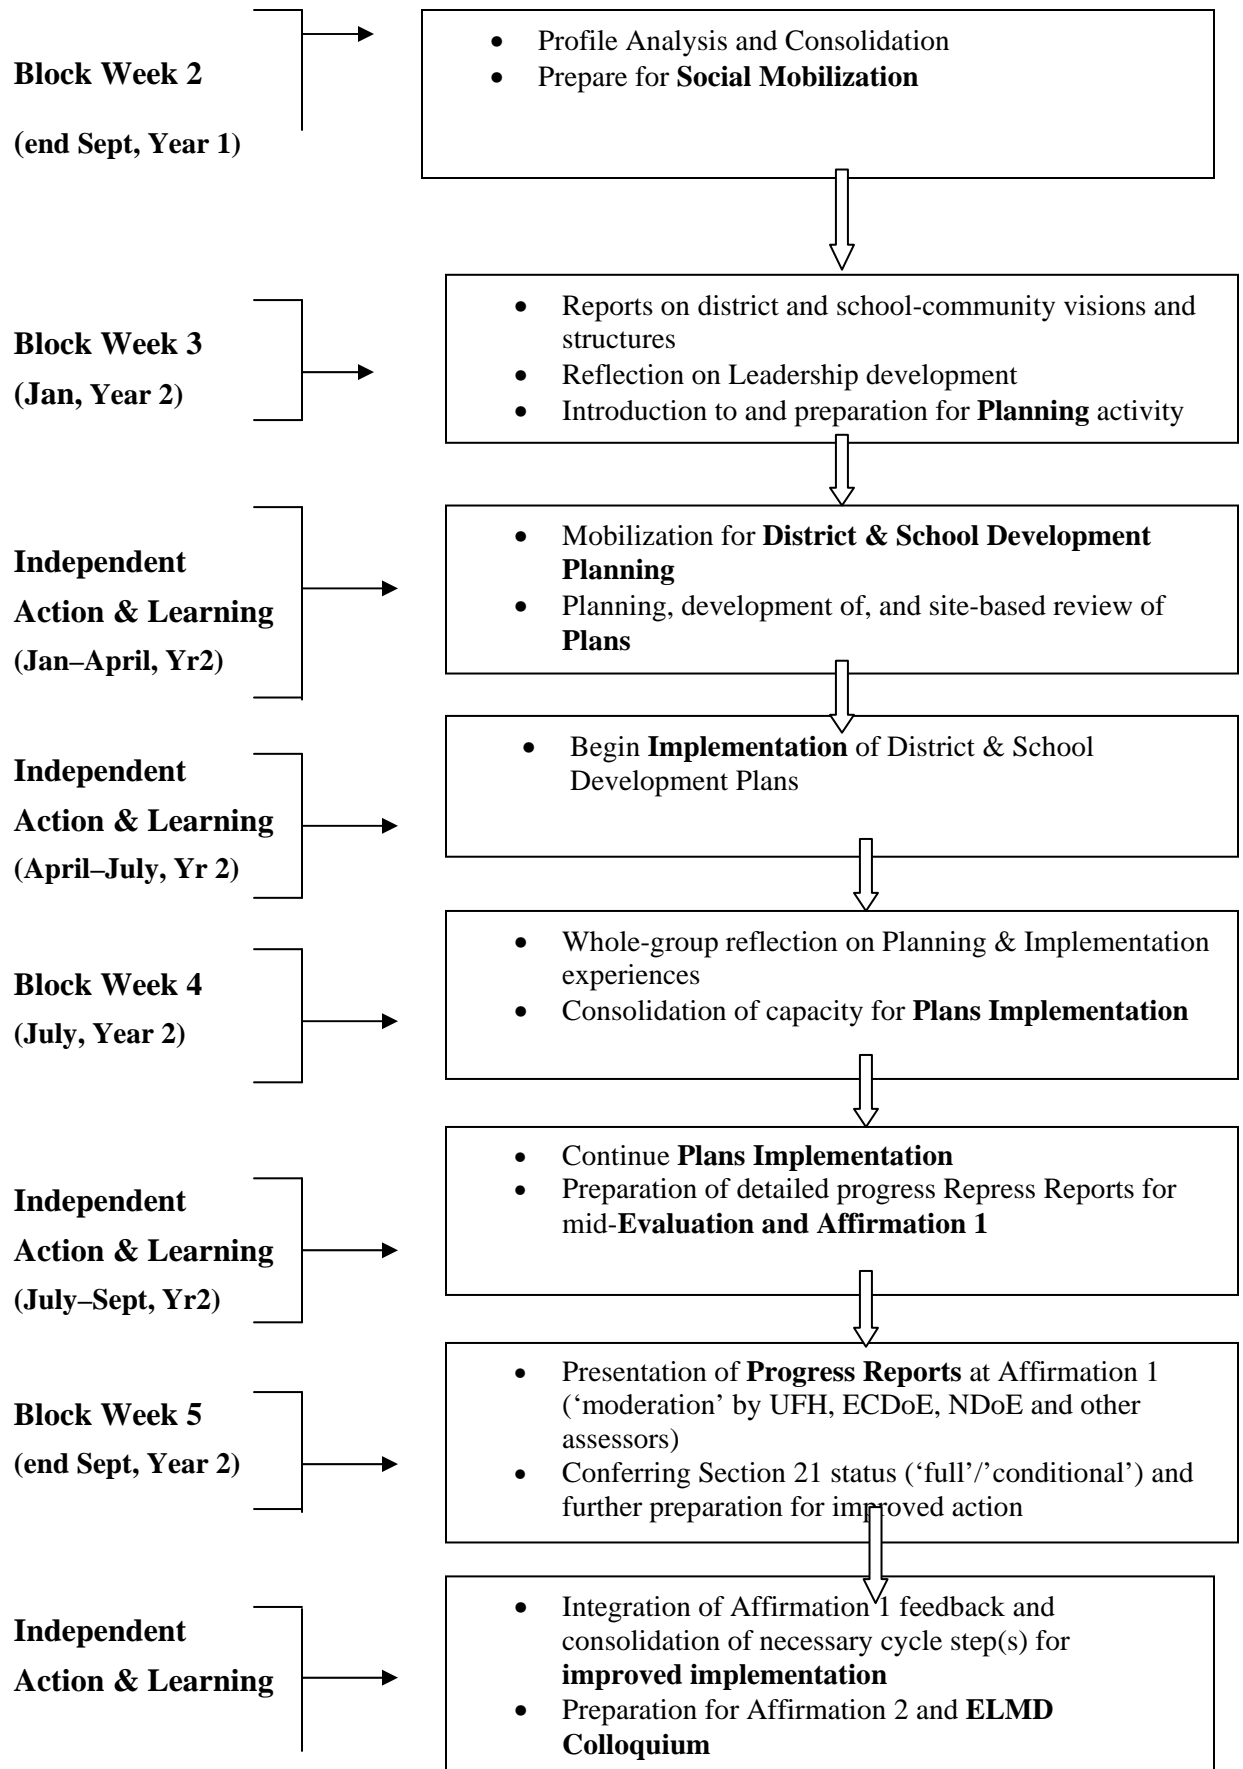 Block Week 2
(end Sept, Year 1)
• Profile Analysis and Consolidation
• Prepare for Social Mobilization
Block Week 3
(Jan, Year 2)
• Reports on district and school-community visions and
structures
• Reflection on Leadership development
• Introduction to and preparation for Planning activity
Independent
Action & Learning
(Jan–April, Yr2)
• Mobilization for District & School Development
Planning
• Planning, development of, and site-based review of
Plans
Independent
Action & Learning
(April–July, Yr 2)
• Begin Implementation of District & School
Development Plans
Block Week 4
(July, Year 2)
• Whole-group reflection on Planning & Implementation
experiences
• Consolidation of capacity for Plans Implementation
Independent
Action & Learning
(July–Sept, Yr2)
• Continue Plans Implementation
• Preparation of detailed progress Repress Reports for
mid-Evaluation and Affirmation 1
Block Week 5
(end Sept, Year 2)
• Presentation of Progress Reports at Affirmation 1
(‘moderation’ by UFH, ECDoE, NDoE and other
assessors)
• Conferring Section 21 status (‘full’/’conditional’) and
further preparation for improved action
Independent
Action & Learning
• Integration of Affirmation 1 feedback and
consolidation of necessary cycle step(s) for
improved implementation
• Preparation for Affirmation 2 and ELMD
Colloquium